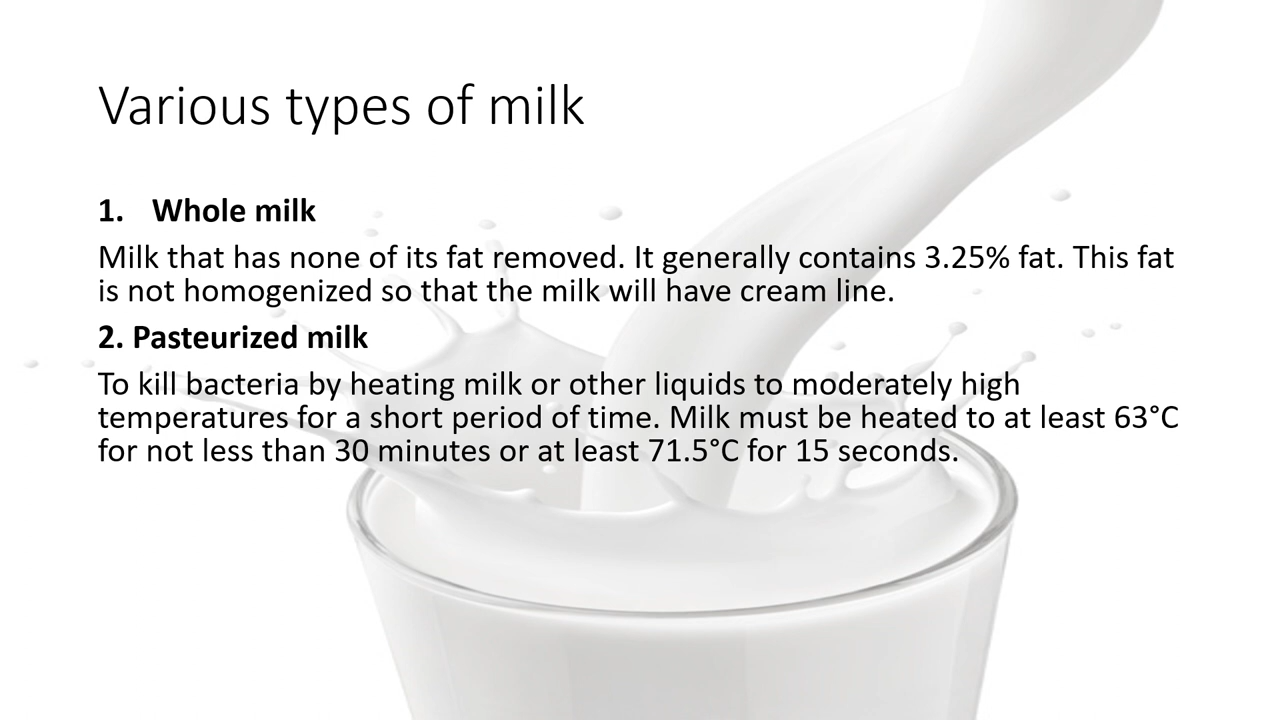 Various types of milk
1. Whole milk
Milk that has none of its fat removed. It generally contains 3.25% fat. This fat
is not homogenized so that the milk will have cream line.
2. Pasteurized milk
To kill bacteria by heating milk or other liquids to moderately high
temperatures for a short period of time. Milk must be heated to at least 63°C
for not less than 30 minutes or at least 71.5°C for 15 seconds.